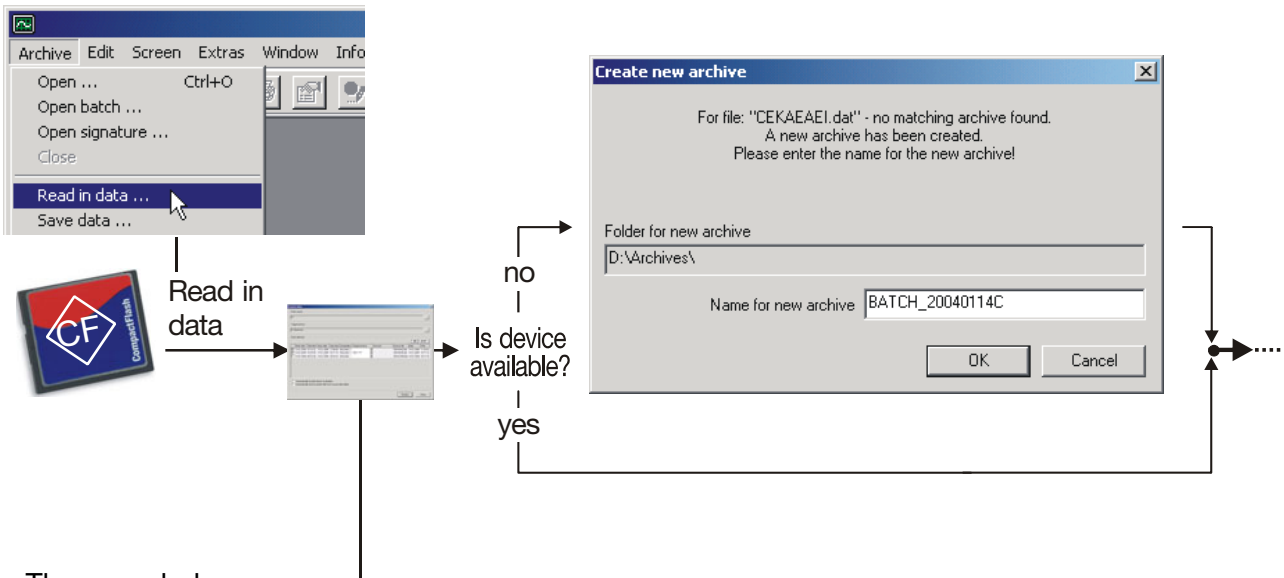 Archive Edit Screen Extras Window Info
Open ... Ctrl+O
Open batch ...
Open signature ...
Close
Read in data ...
Save data ...
CF
CompactFlash
Read in
data
no
Is device
available?
yes
Create new archive
For file: "CEKAEAEI.dat" - no matching archive found.
A new archive has been created.
Please enter the name for the new archive!
Folder for new archive
D:\Archives\
Name for new archive BATCH_20040114C
OK Cancel